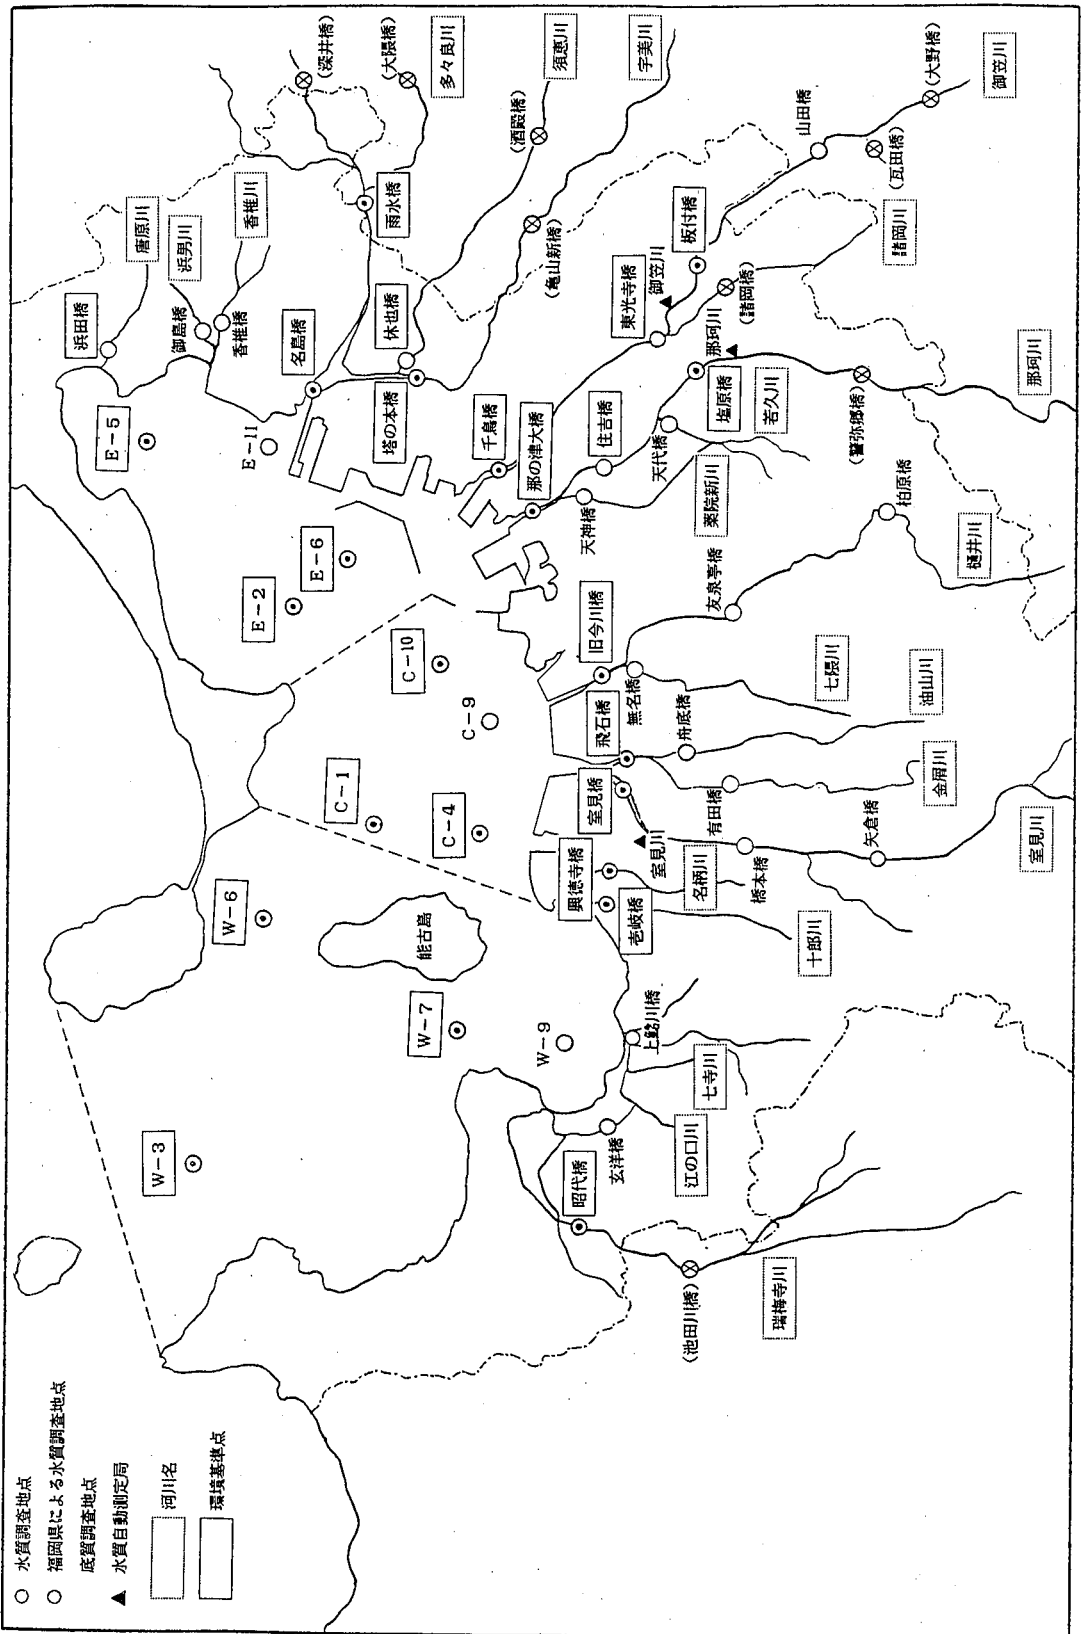 水質調査地点
福岡県による水質調査地点
底質調査地点
水質自動測定局
河川名
環境基準点
W-3
W-6
W-7
W-9
能古島
C-1
C-4
C-9
C-10
E-2
E-6
E-5
E-11
浜田橋
唐原川
浜男川
御島橋
香椎川
香椎橋
名島橋
雨水橋
(深井橋)
(大隈橋)
多々良川
休也橋
塔の本橋
(酒殿橋)
須恵川
(亀山新橋)
宇美川
千鳥橋
東光寺橋
御笠川
板付橋
山田橋
(大野橋)
(瓦田橋)
御笠川
(諸岡橋)
諸岡川
那の津大橋
住吉橋
那珂川
塩原橋
(警弥郷橋)
那珂川
天神橋
天代橋
若久川
薬院新川
旧今川橋
友泉亭橋
柏原橋
樋井川
無名橋
七隈川
飛石橋
舟底橋
油山川
有田橋
金屑川
室見橋
室見川
橋本橋
矢倉橋
室見川
興徳寺橋
名柄川
壱岐橋
十郎川
上鯰川橋
七寺川
玄洋橋
江の口川
昭代橋
(池田川橋)
瑞梅寺川